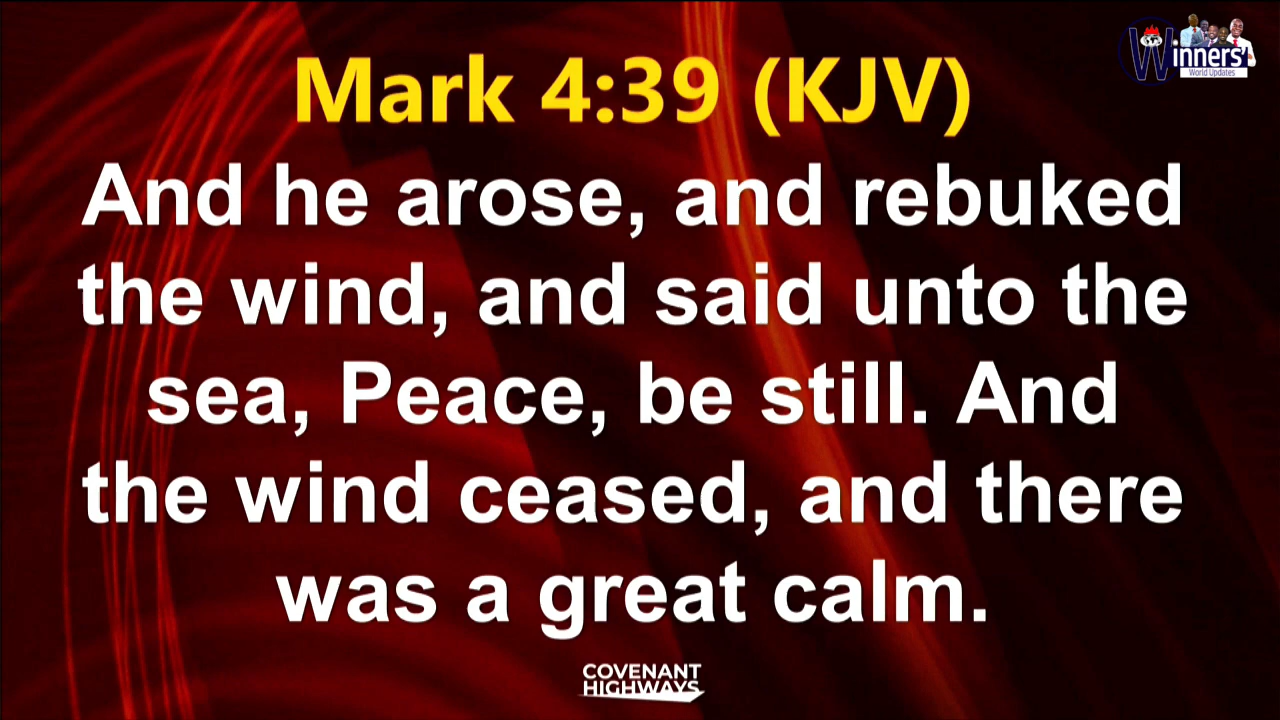 Mark 4:39 (KJV)
Winners'
World Updates
And he arose, and rebuked
the wind, and said unto the
sea, Peace, be still. And
the wind ceased, and there
was a great calm.
COVENANT
HIGHWAYS